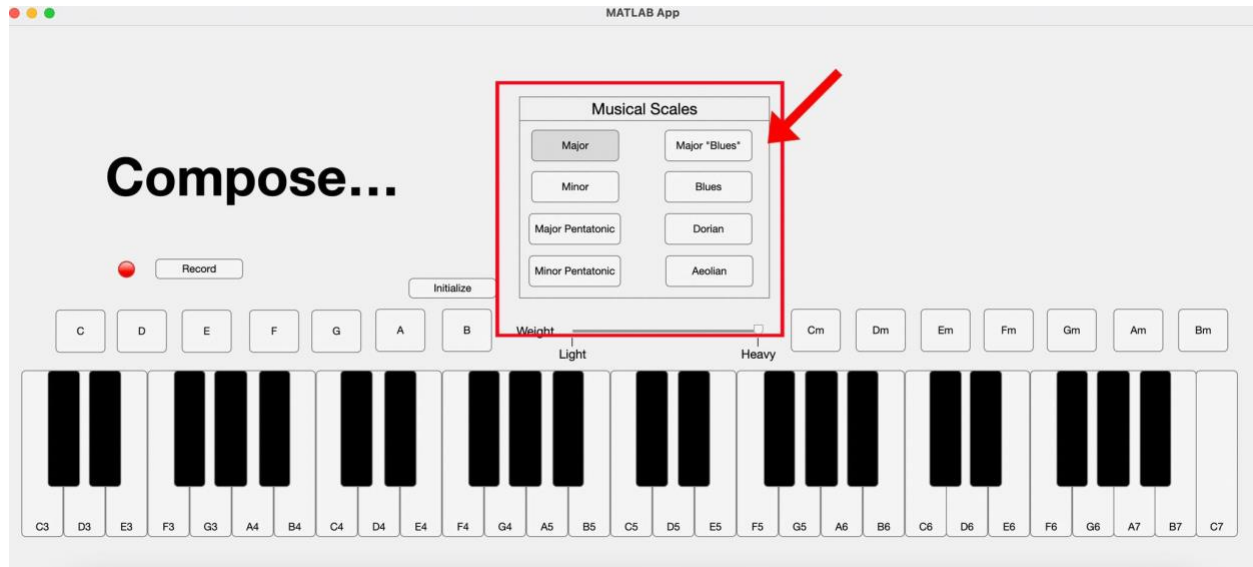 MATLAB App
Musical Scales
Major Major "Blues"
Compose...
Minor Blues
Major Pentatonic Dorian
Record
Minor Pentatonic Aeolian
Initialize
C D E F G A B Weight Cm Dm Em Fm Gm Am Bm
Light Heavy
C3 D3 E3 F3 G3 A4 B4 C4 D4 E4 F4 G4 A5 B5 C5 D5 E5 F5 G5 A6 B6 C6 D6 E6 F6 G6 A7 B7 C7